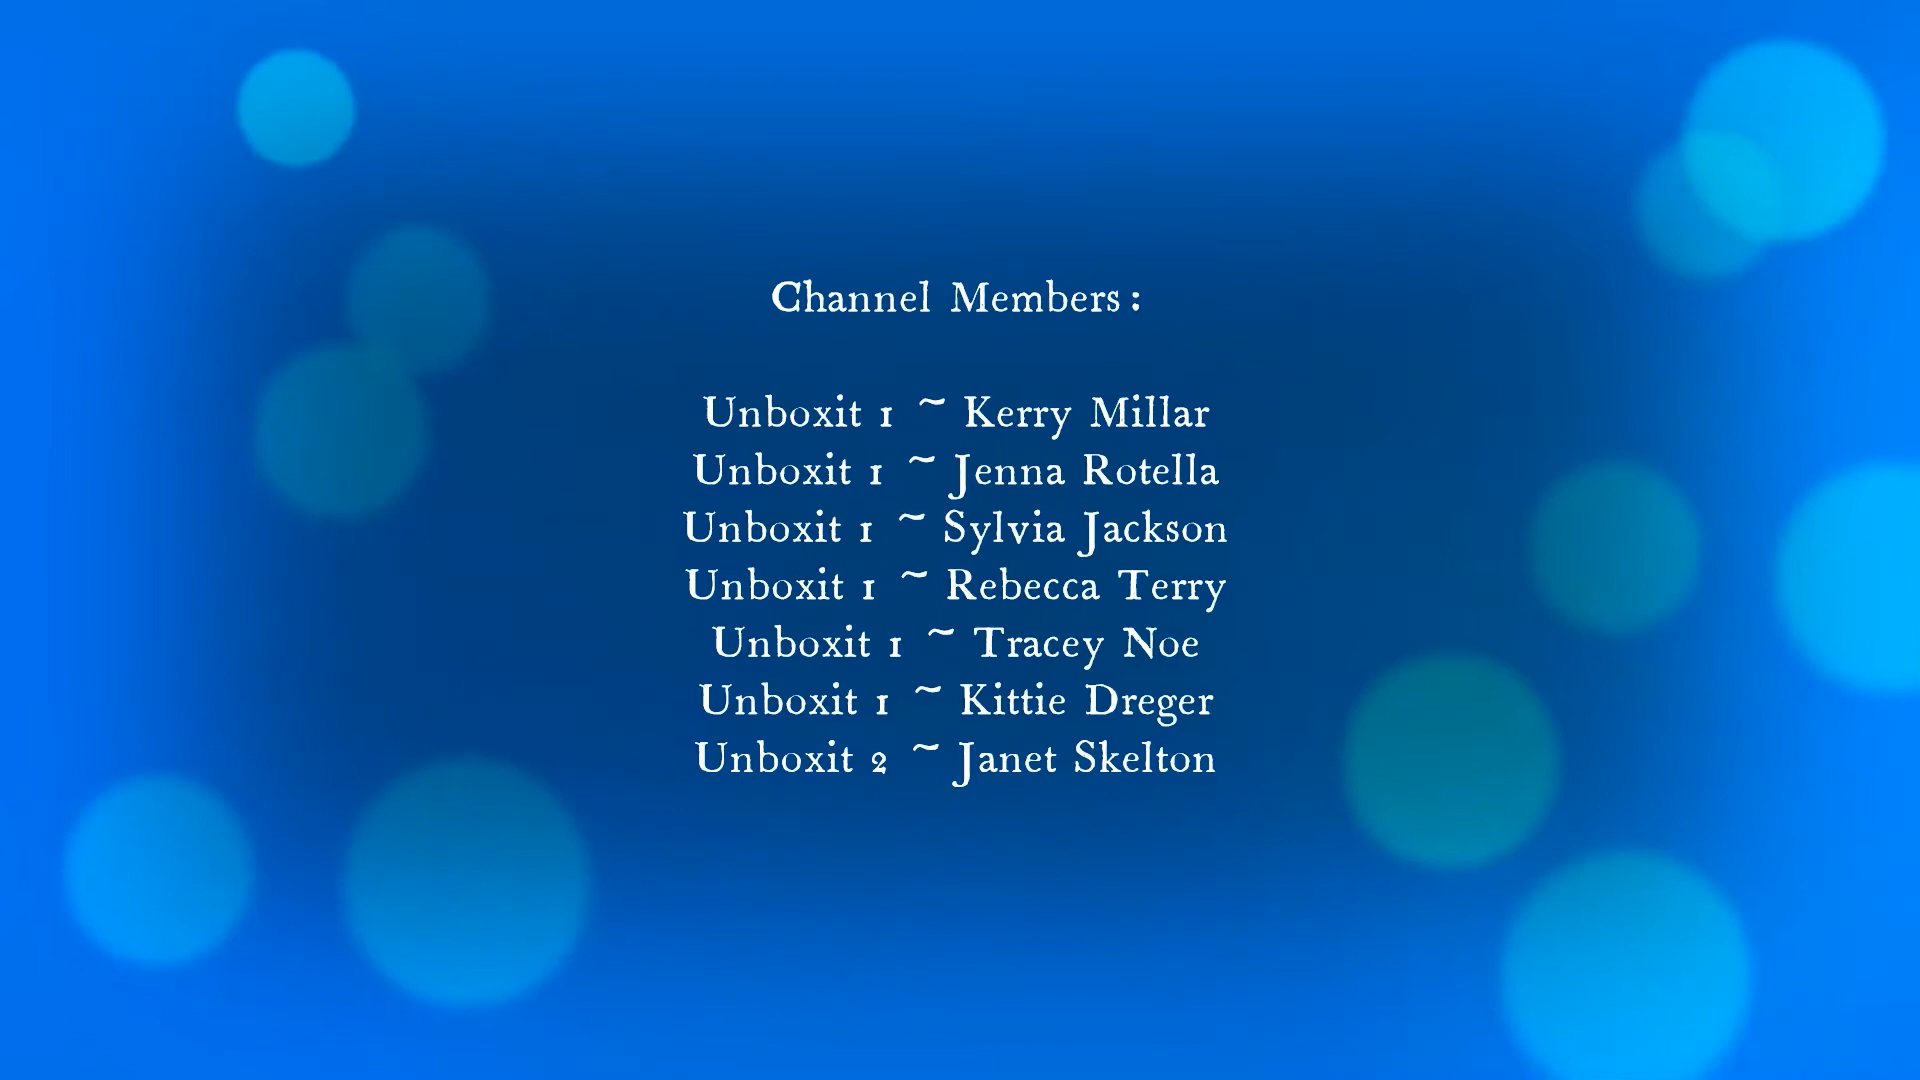 Channel Members:
Unboxit 1 ~ Kerry Millar
Unboxit 1 ~ Jenna Rotella
Unboxit 1 ~ Sylvia Jackson
Unboxit 1 ~ Rebecca Terry
Unboxit 1 ~ Tracey Noe
Unboxit 1 ~ Kittie Dreger
Unboxit 2 ~ Janet Skelton